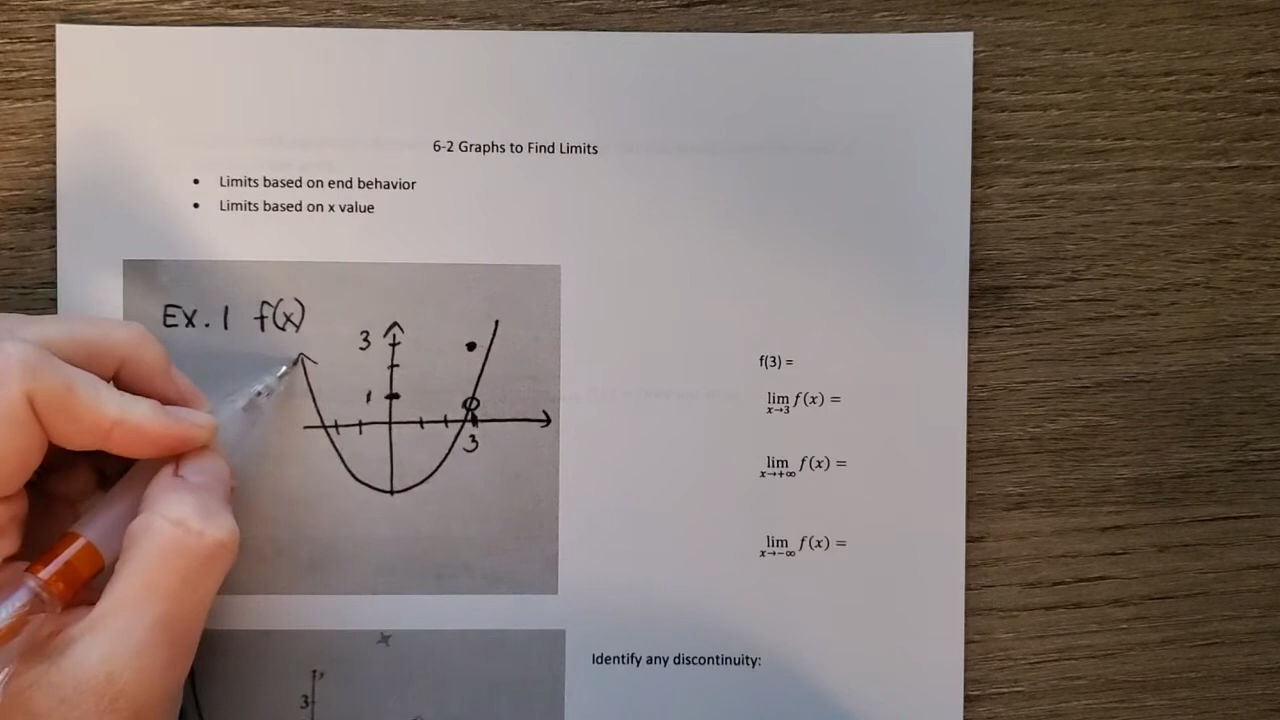 6-2 Graphs to Find Limits
• Limits based on end behavior
• Limits based on x value
Ex. 1 f(x)
3
1
3
f(3) =
lim x→3 f(x) =
lim x→+∞ f(x) =
lim x→−∞ f(x) =
Identify any discontinuity:
3